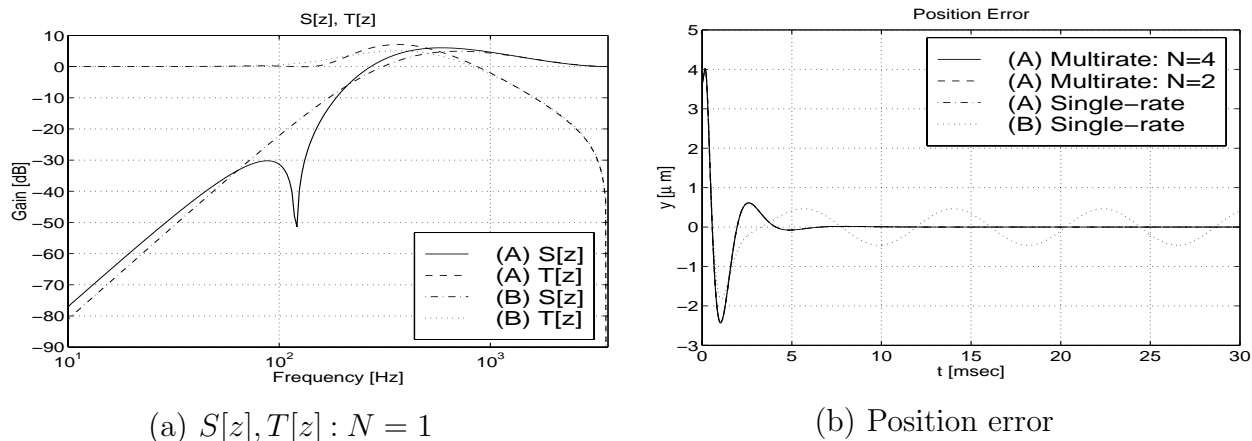 S[z], T[z]
10
0
−10
−20
−30
−40
−50
−60
−70
−80
−90
Gain [dB]
10^1
10^2
10^3
Frequency [Hz]
(A) S[z]
(A) T[z]
(B) S[z]
(B) T[z]
(a) S[z], T[z] : N = 1
Position Error
5
4
3
2
1
0
−1
−2
−3
y [μ m]
0
5
10
15
20
25
30
t [msec]
(A) Multirate: N=4
(A) Multirate: N=2
(A) Single−rate
(B) Single−rate
(b) Position error